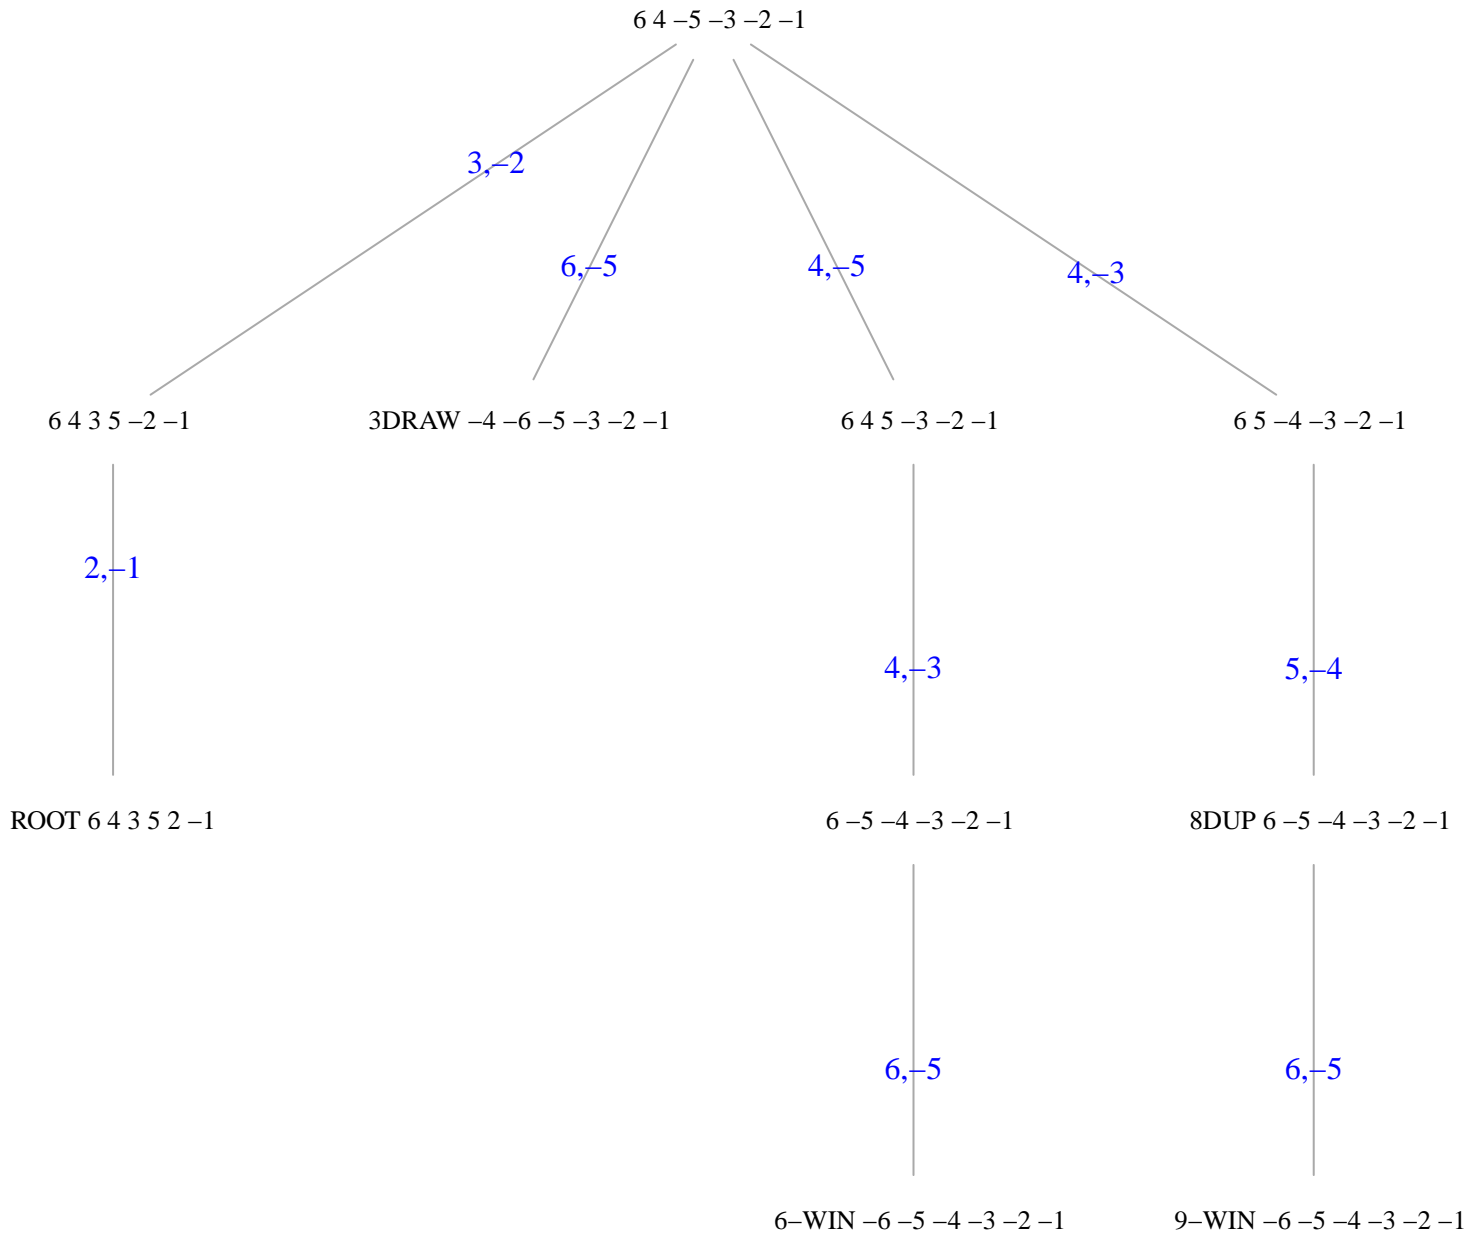 6 4 –5 –3 –2 –1
3,–2
6,–5
4,–5
4,–3
6 4 3 5 –2 –1
3DRAW –4 –6 –5 –3 –2 –1
6 4 5 –3 –2 –1
6 5 –4 –3 –2 –1
2,–1
4,–3
5,–4
ROOT 6 4 3 5 2 –1
6 –5 –4 –3 –2 –1
8DUP 6 –5 –4 –3 –2 –1
6,–5
6,–5
6–WIN –6 –5 –4 –3 –2 –1
9–WIN –6 –5 –4 –3 –2 –1